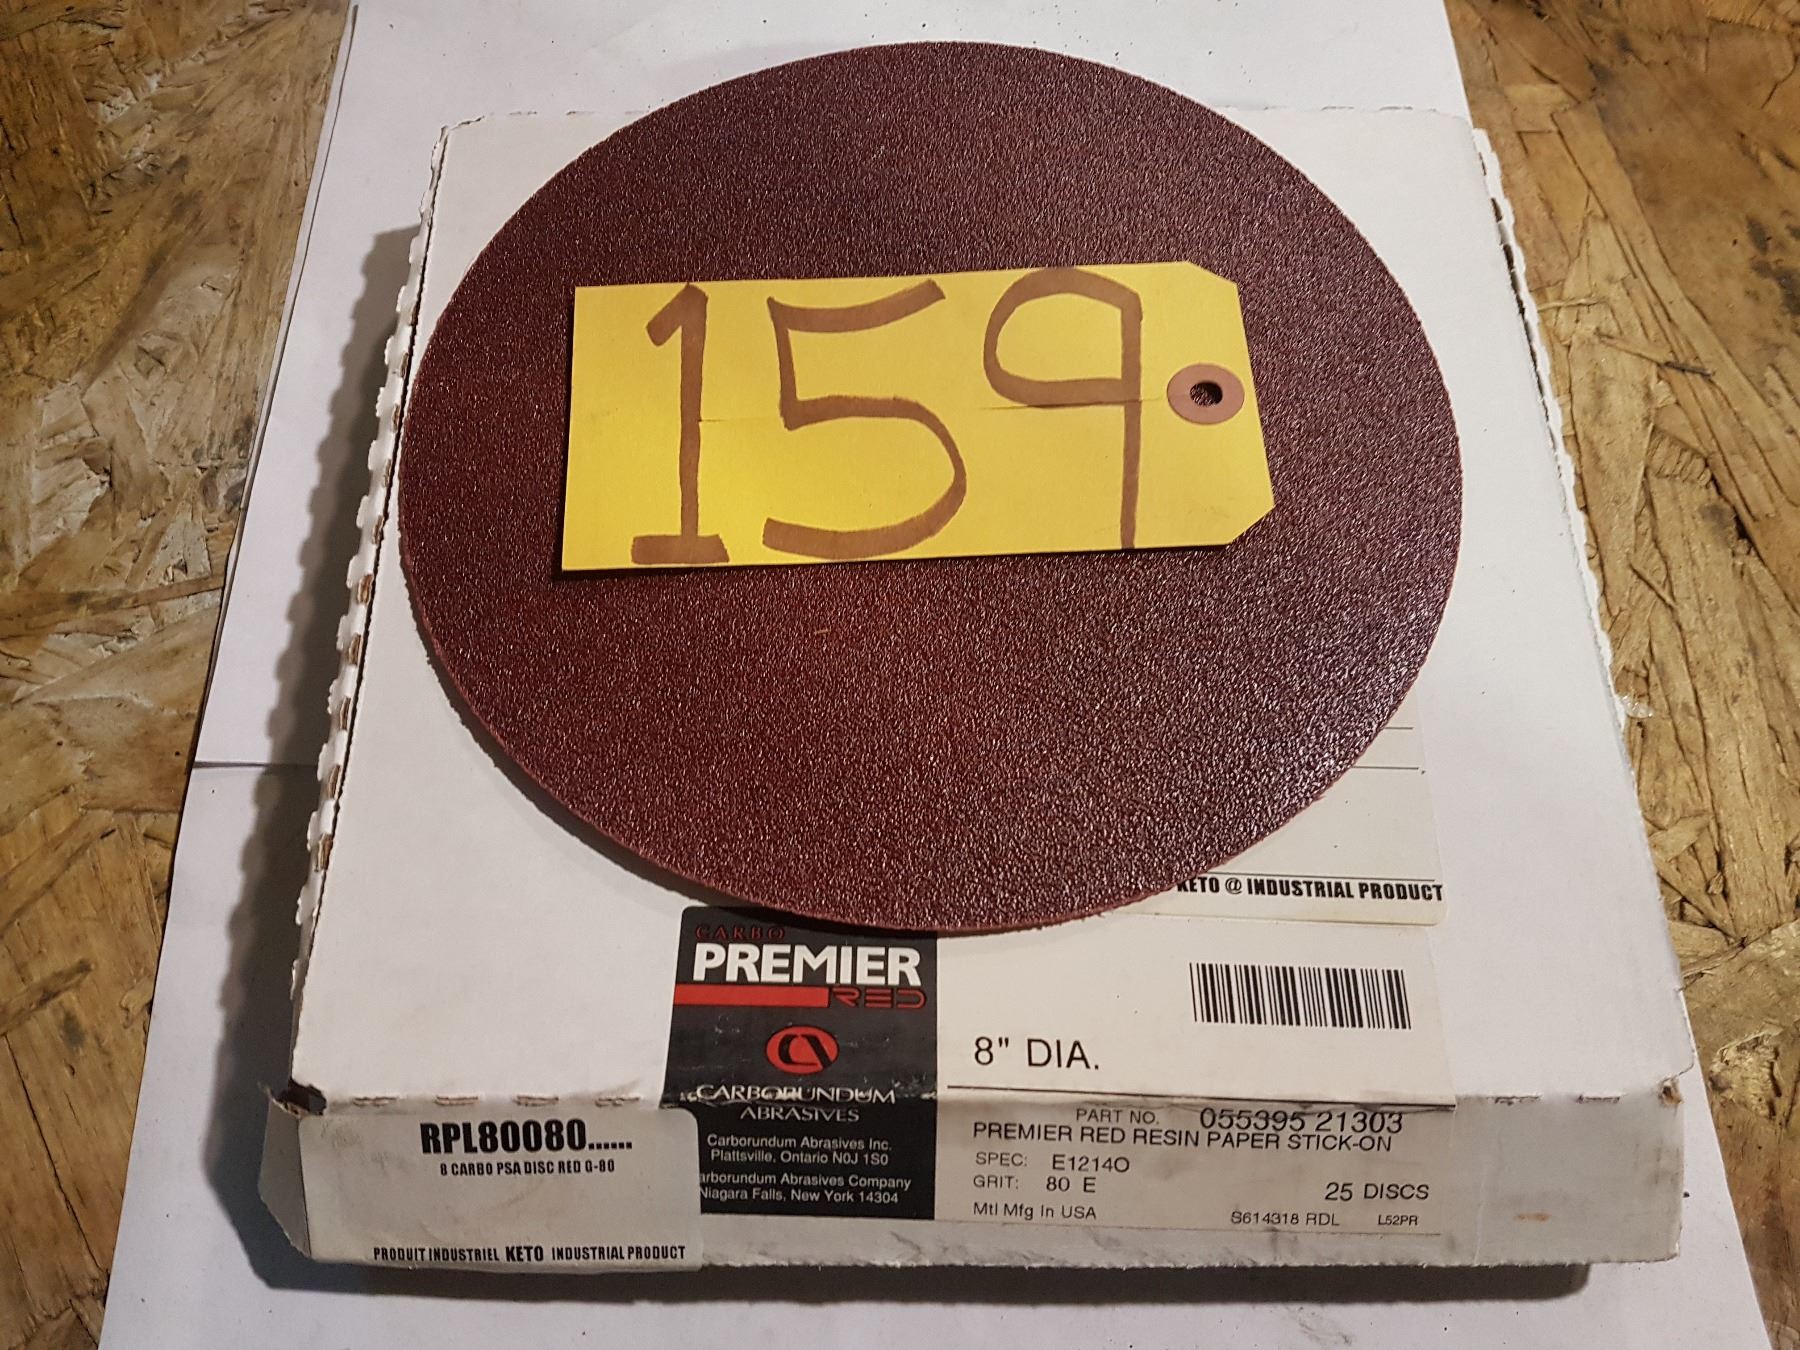 159
KETO @ INDUSTRIAL PRODUCT
CARBO
PREMIER
RED
CARBORUNDUM
ABRASIVES
Carborundum Abrasives Inc.
Plattsville, Ontario N0J 1S0
arborundum Abrasives Company
Niagara Falls, New York 14304
8" DIA.
PART NO. 055395 21303
PREMIER RED RESIN PAPER STICK-ON
SPEC: E1214O
GRIT: 80 E
25 DISCS
Mtl Mfg In USA
S614318 RDL L52PR
RPL80080......
8 CARBO PSA DISC RED G-80
PRODUIT INDUSTRIEL KETO INDUSTRIAL PRODUCT